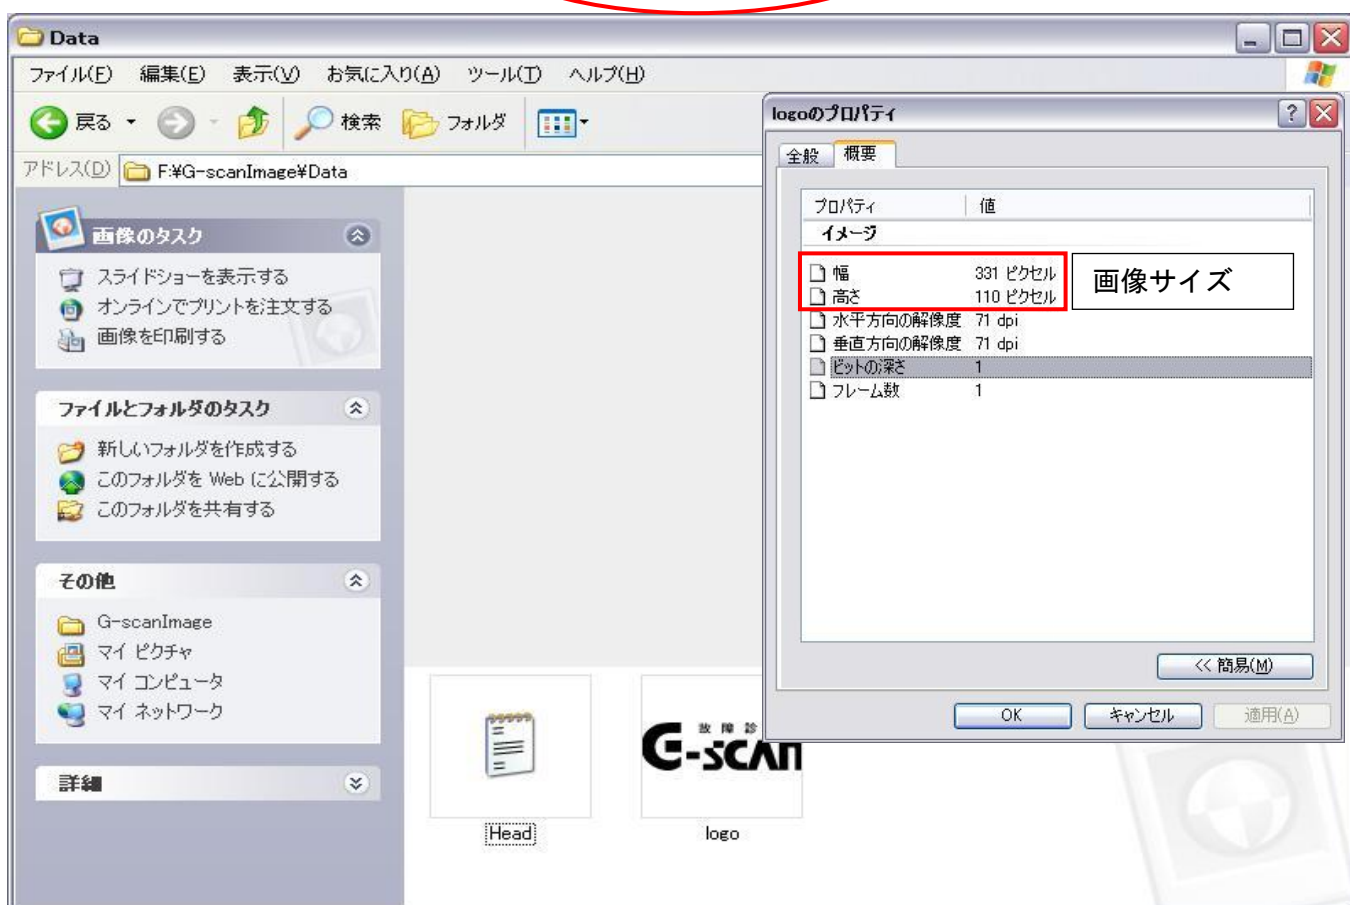 Data
ファイル(F) 編集(E) 表示(V) お気に入り(A) ツール(T) ヘルプ(H)
戻る 検索 フォルダ
アドレス(D) F:¥G-scanImage¥Data
画像のタスク
スライドショーを表示する
オンラインでプリントを注文する
画像を印刷する
ファイルとフォルダのタスク
新しいフォルダを作成する
このフォルダを Web に公開する
このフォルダを共有する
その他
G-scanImage
マイ ピクチャ
マイ コンピュータ
マイ ネットワーク
詳細
Head
故 障 診
G-scan
logo
logoのプロパティ
全般 概要
プロパティ 値
イメージ
幅 331 ピクセル
高さ 110 ピクセル
画像サイズ
水平方向の解像度 71 dpi
垂直方向の解像度 71 dpi
ビットの深さ 1
フレーム数 1
<< 簡易(M)
OK キャンセル 適用(A)